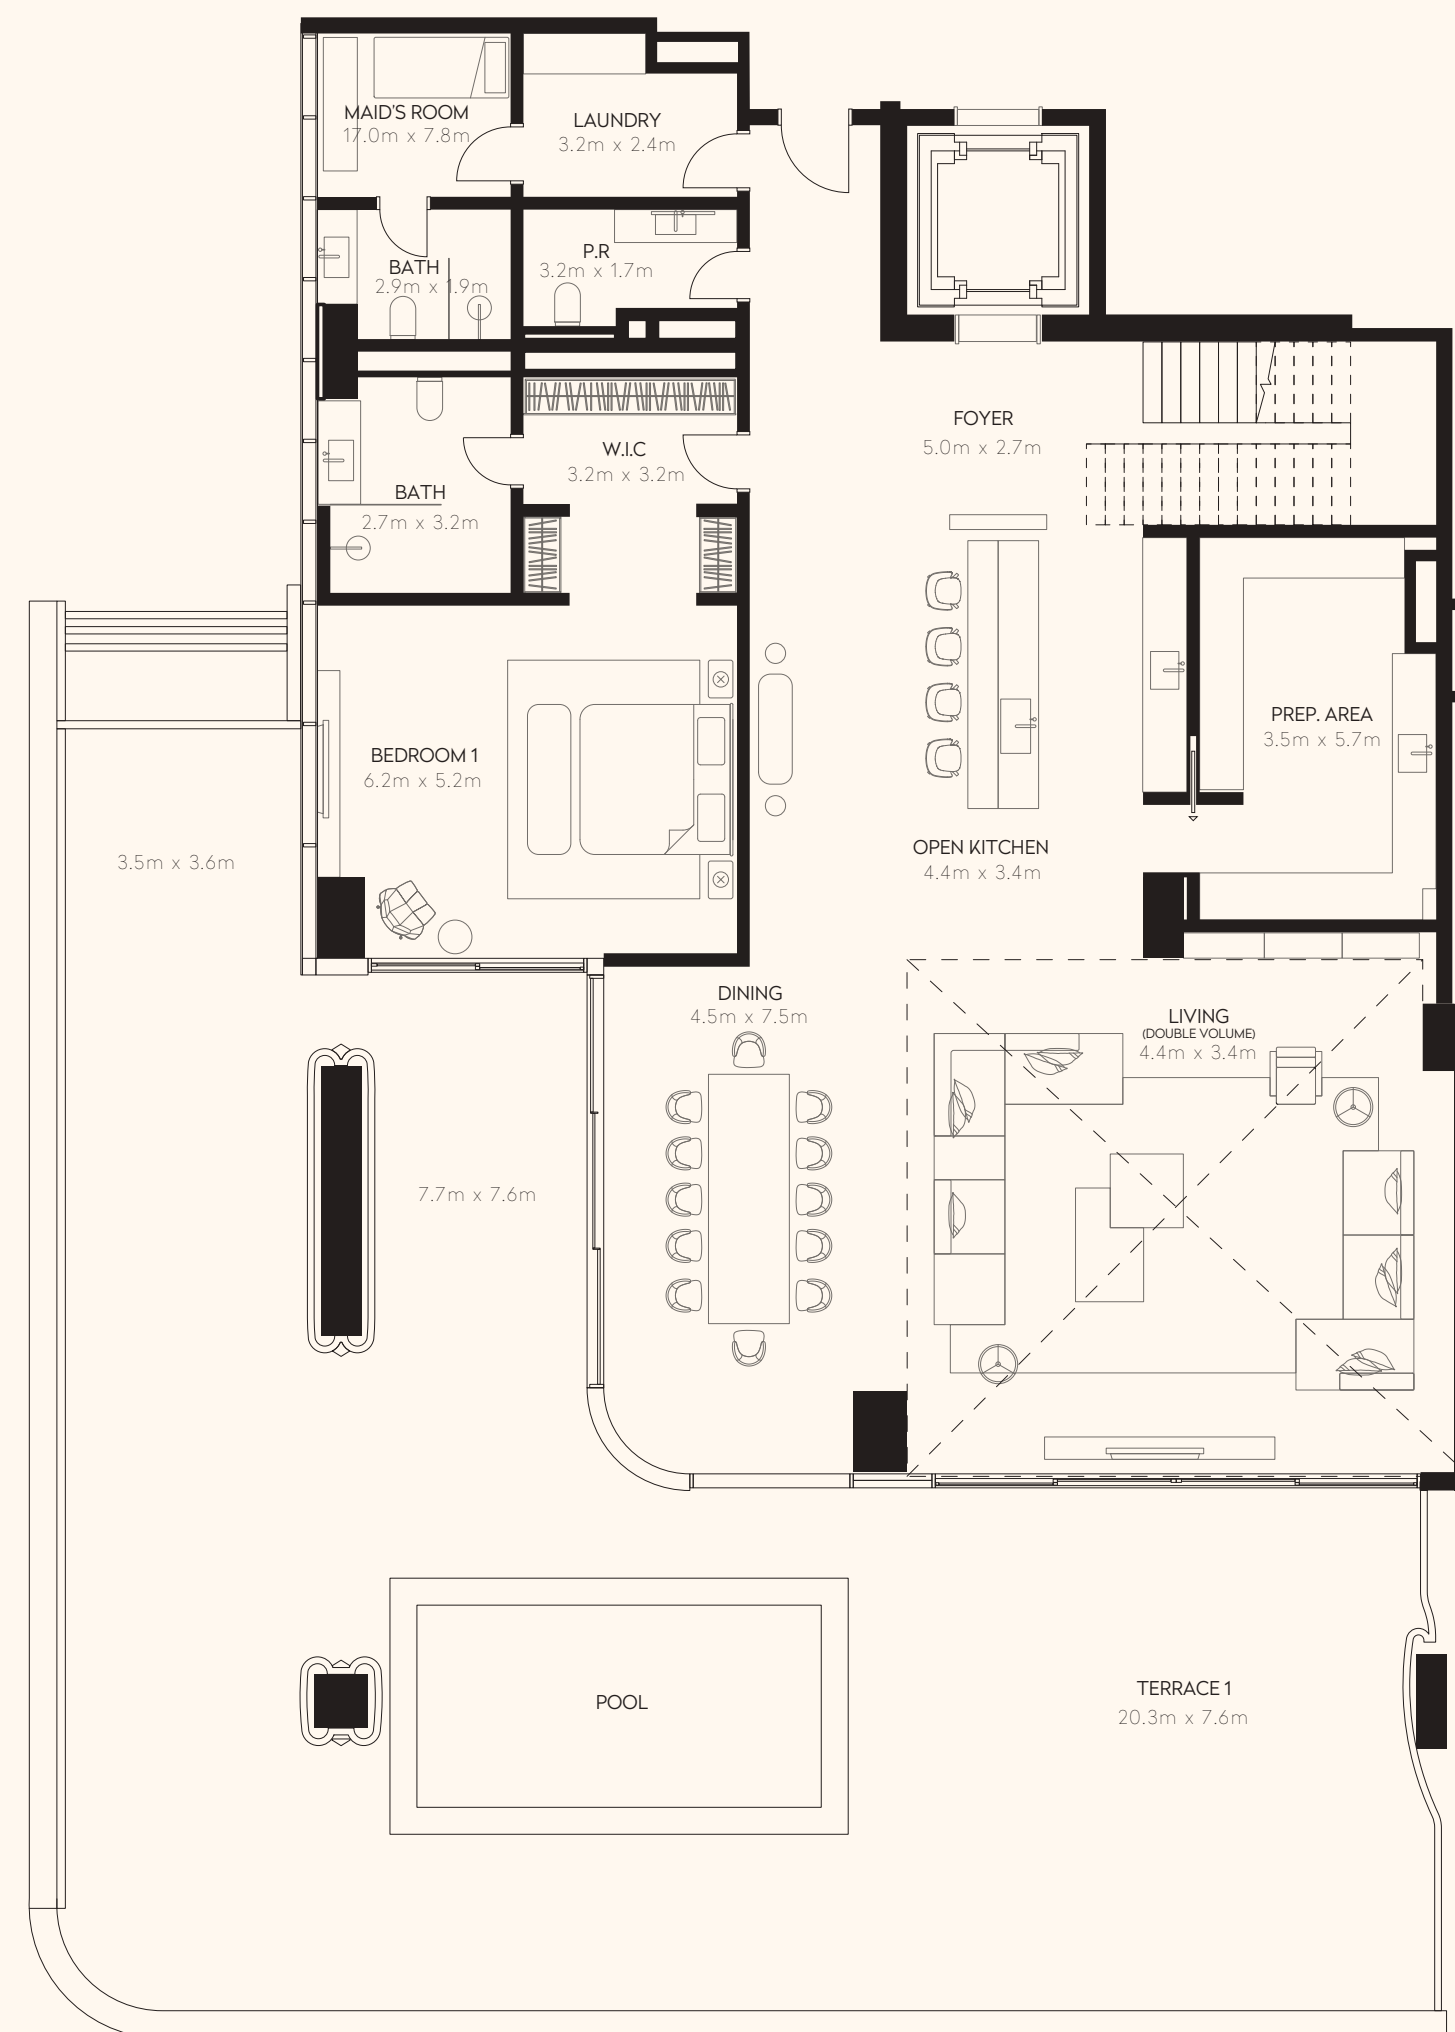 MAID'S ROOM
17.0m x 7.8m
LAUNDRY
3.2m x 2.4m
P.R
3.2m x 1.7m
BATH
2.9m x 1.9m
FOYER
5.0m x 2.7m
W.I.C
3.2m x 3.2m
BATH
2.7m x 3.2m
PREP. AREA
3.5m x 5.7m
BEDROOM 1
6.2m x 5.2m
OPEN KITCHEN
4.4m x 3.4m
3.5m x 3.6m
DINING
4.5m x 7.5m
LIVING
(DOUBLE VOLUME)
4.4m x 3.4m
7.7m x 7.6m
POOL
TERRACE 1
20.3m x 7.6m